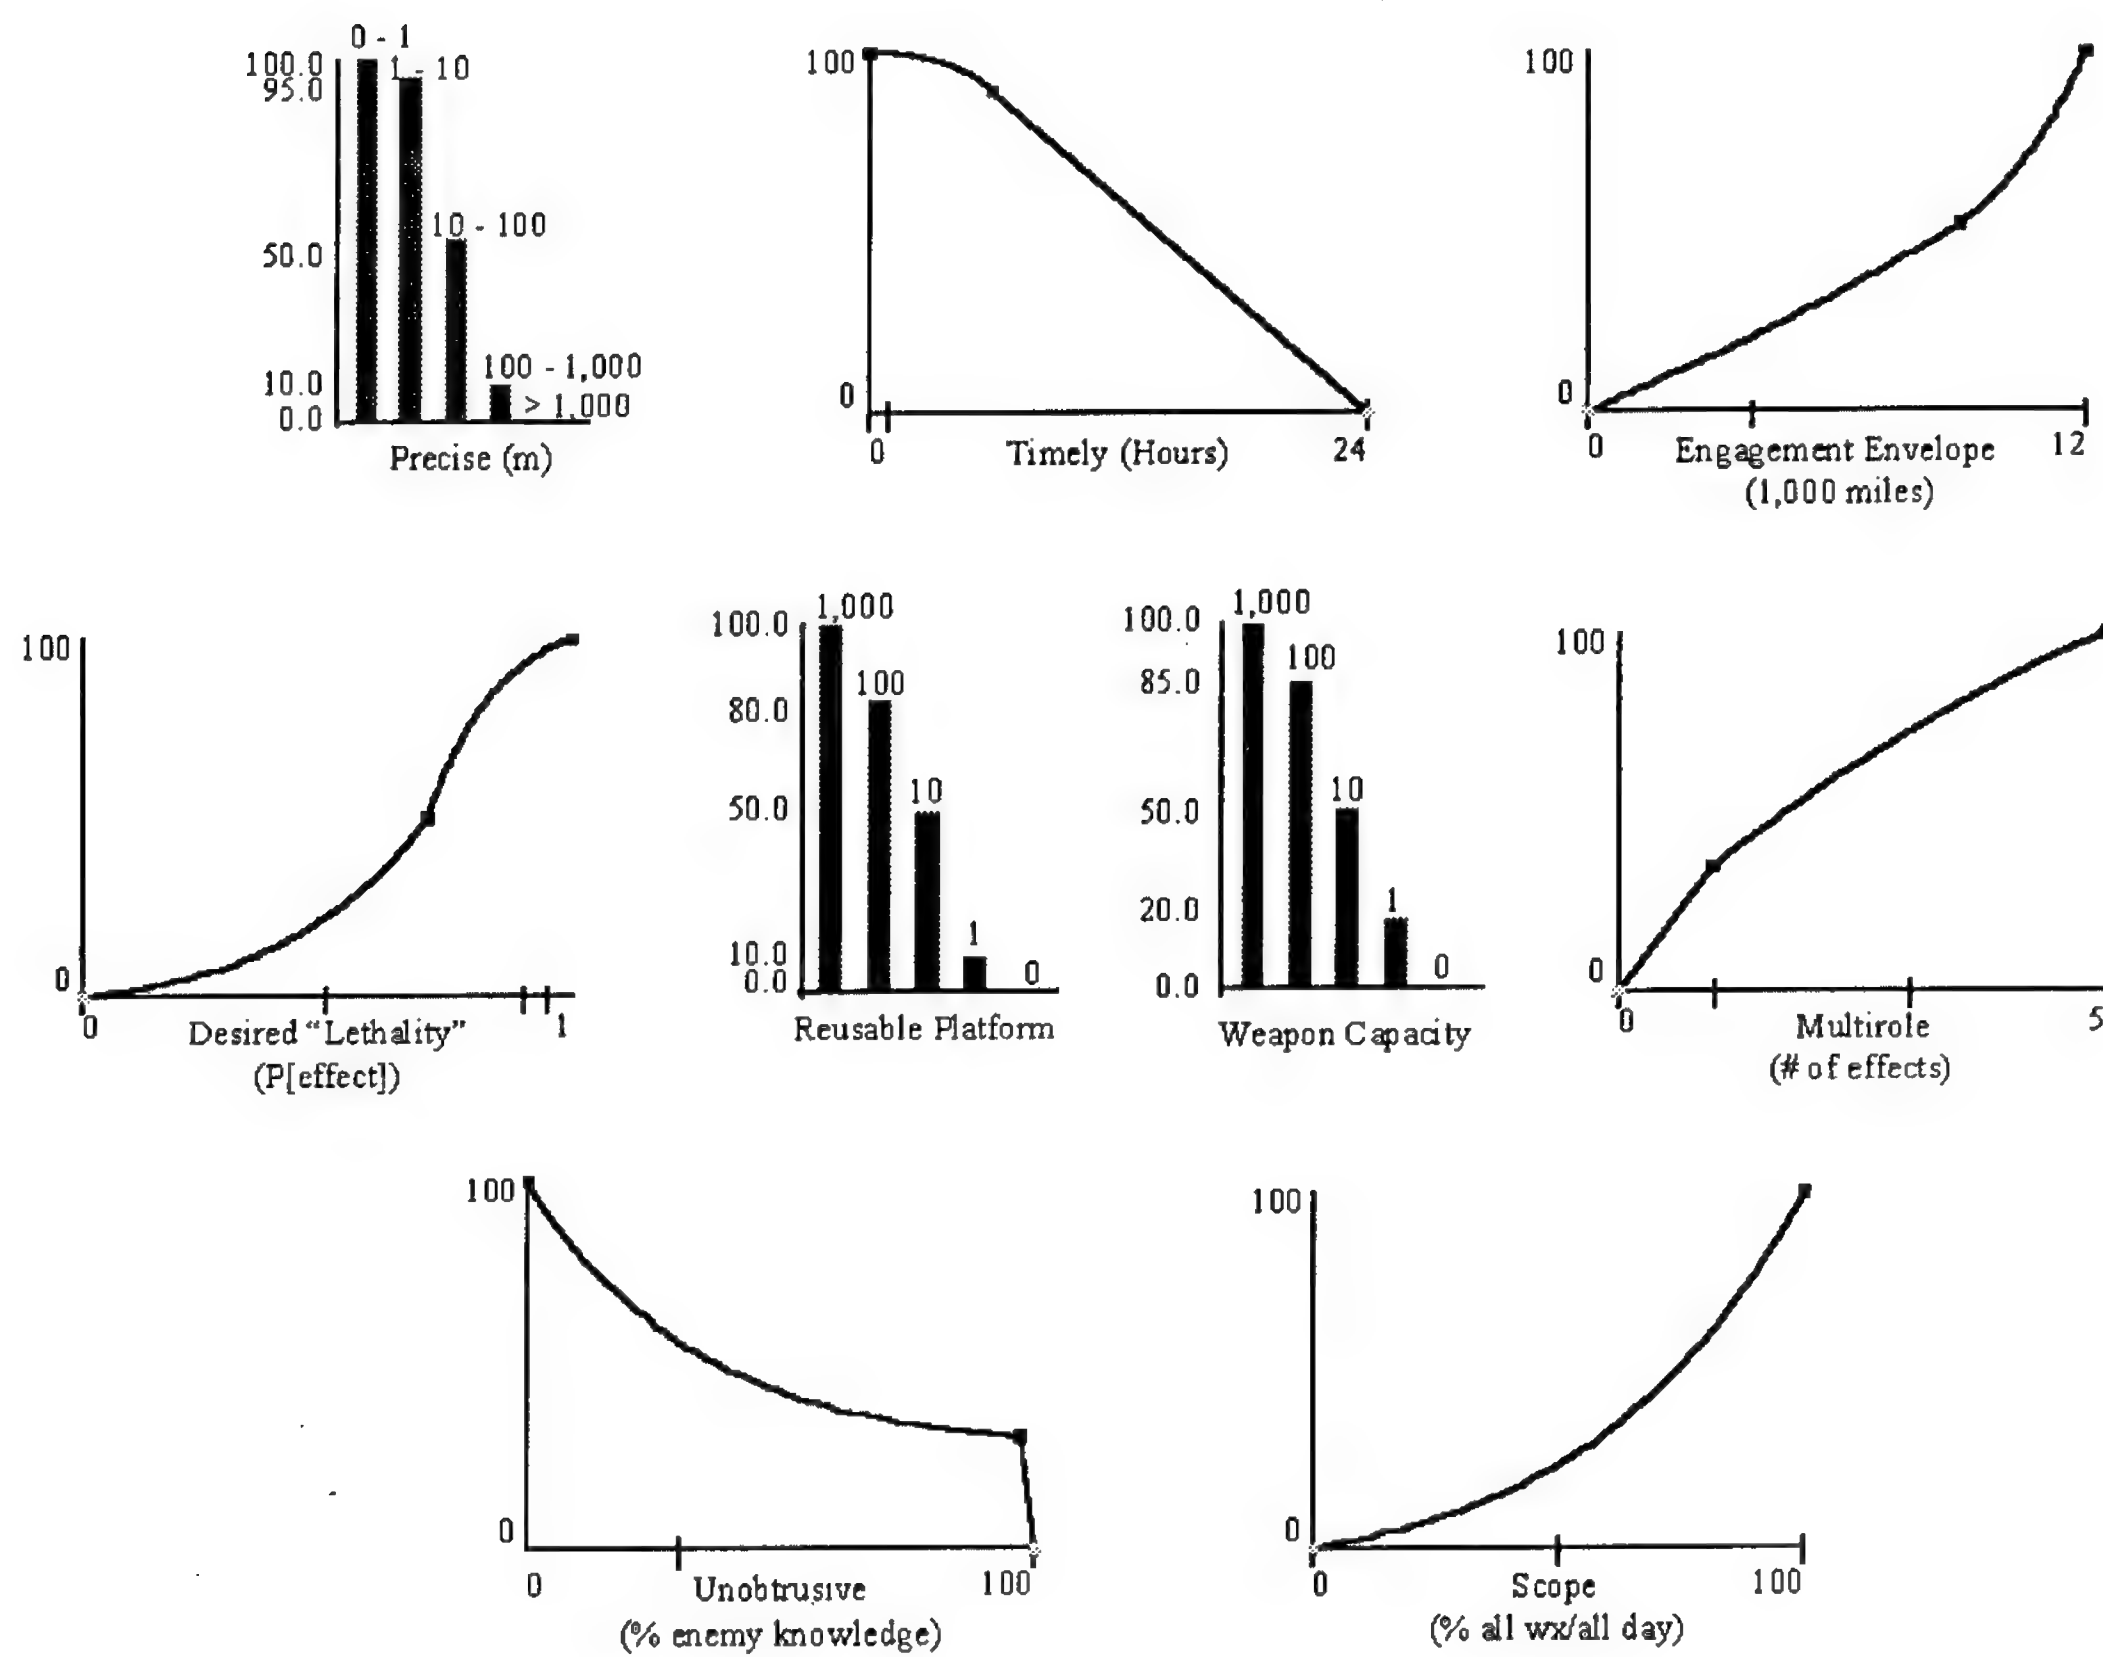 0 - 1
100.0
1 - 10
95.0
10 - 100
50.0
100 - 1,000
10.0
> 1,000
0.0
Precise (m)
100
0
0
Timely (Hours)
24
100
0
0
Engagement Envelope
12
(1,000 miles)
100
0
0
Desired “Lethality”
1
(P[effect])
1,000
100.0
100
80.0
10
50.0
1
10.0
0
0.0
Reusable Platform
1,000
100.0
100
85.0
10
50.0
1
20.0
0
0.0
Weapon Capacity
100
0
0
Multirole
5
(# of effects)
100
0
0
Unobtrusive
100
(% enemy knowledge)
100
0
0
Scope
100
(% all wx/all day)